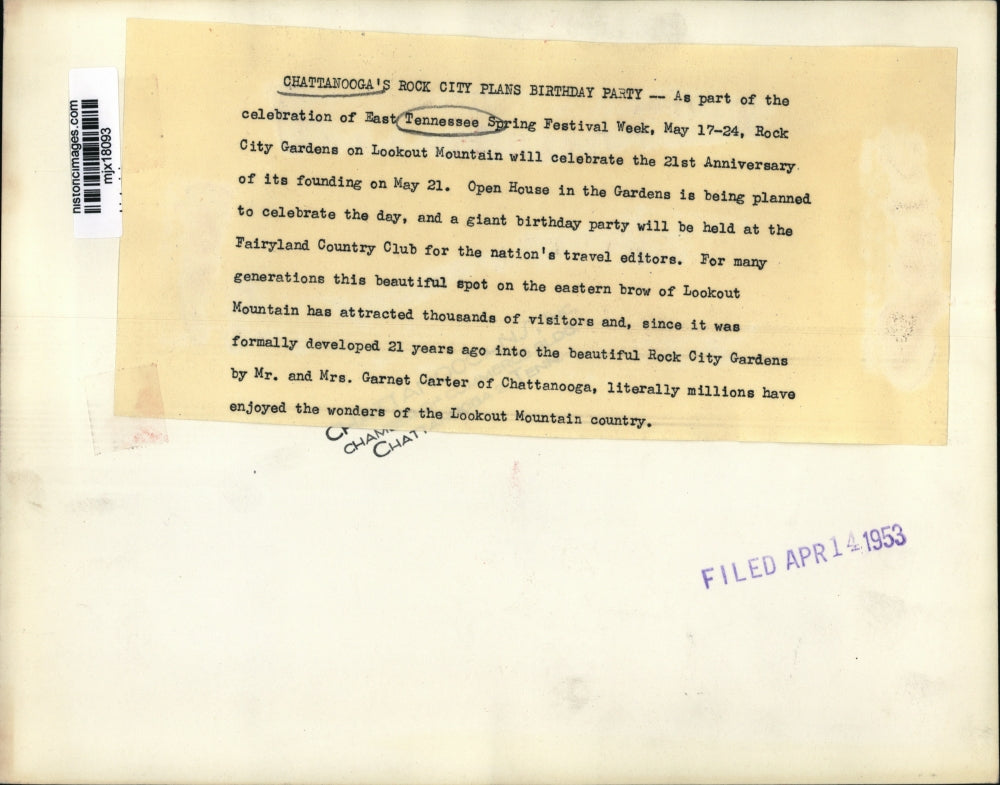 CHATTANOOGA'S ROCK CITY PLANS BIRTHDAY PARTY -- As part of the
celebration of East Tennessee Spring Festival Week, May 17-24, Rock
City Gardens on Lookout Mountain will celebrate the 21st Anniversary
of its founding on May 21. Open House in the Gardens is being planned
to celebrate the day, and a giant birthday party will be held at the
Fairyland Country Club for the nation's travel editors. For many
generations this beautiful spot on the eastern brow of Lookout
Mountain has attracted thousands of visitors and, since it was
formally developed 21 years ago into the beautiful Rock City Gardens
by Mr. and Mrs. Garnet Carter of Chattanooga, literally millions have
enjoyed the wonders of the Lookout Mountain country.
historicimages.com
mjx18093
FILED APR 14 1953